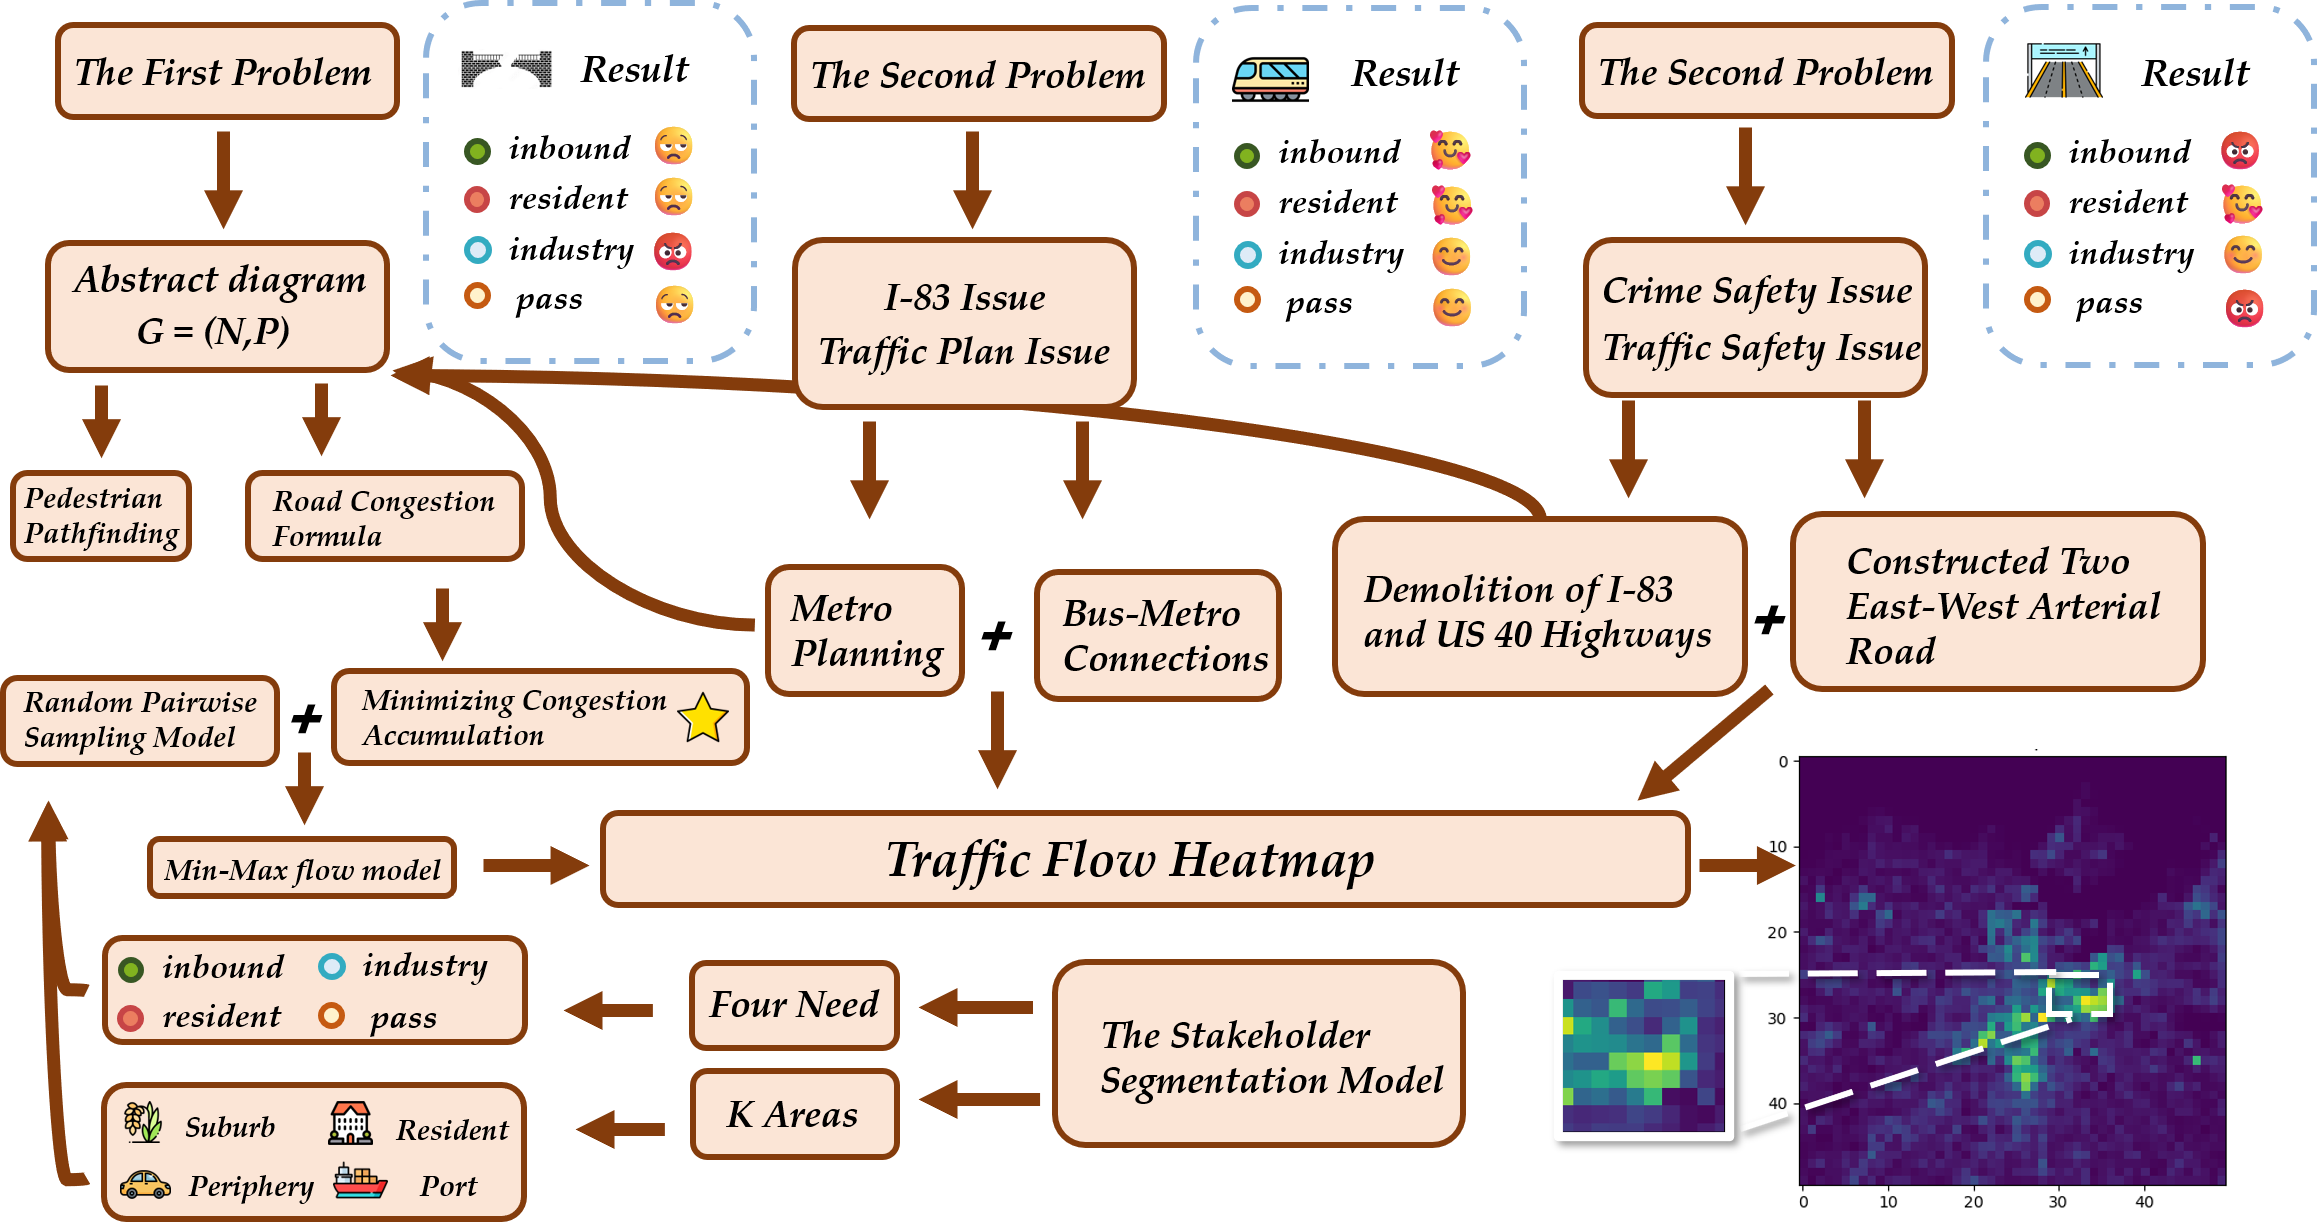 The First Problem
Result
inbound
resident
industry
pass
The Second Problem
Result
inbound
resident
industry
pass
The Second Problem
Result
inbound
resident
industry
pass
Abstract diagram
G = (N,P)
I-83 Issue
Traffic Plan Issue
Crime Safety Issue
Traffic Safety Issue
Pedestrian
Pathfinding
Road Congestion
Formula
Metro
Planning
+
Bus-Metro
Connections
Demolition of I-83
and US 40 Highways
+
Constructed Two
East-West Arterial
Road
Random Pairwise
Sampling Model
+
Minimizing Congestion
Accumulation
Min-Max flow model
Traffic Flow Heatmap
inbound
industry
resident
pass
Four Need
K Areas
The Stakeholder
Segmentation Model
Suburb
Resident
Periphery
Port
0
10
20
30
40
0
10
20
30
40